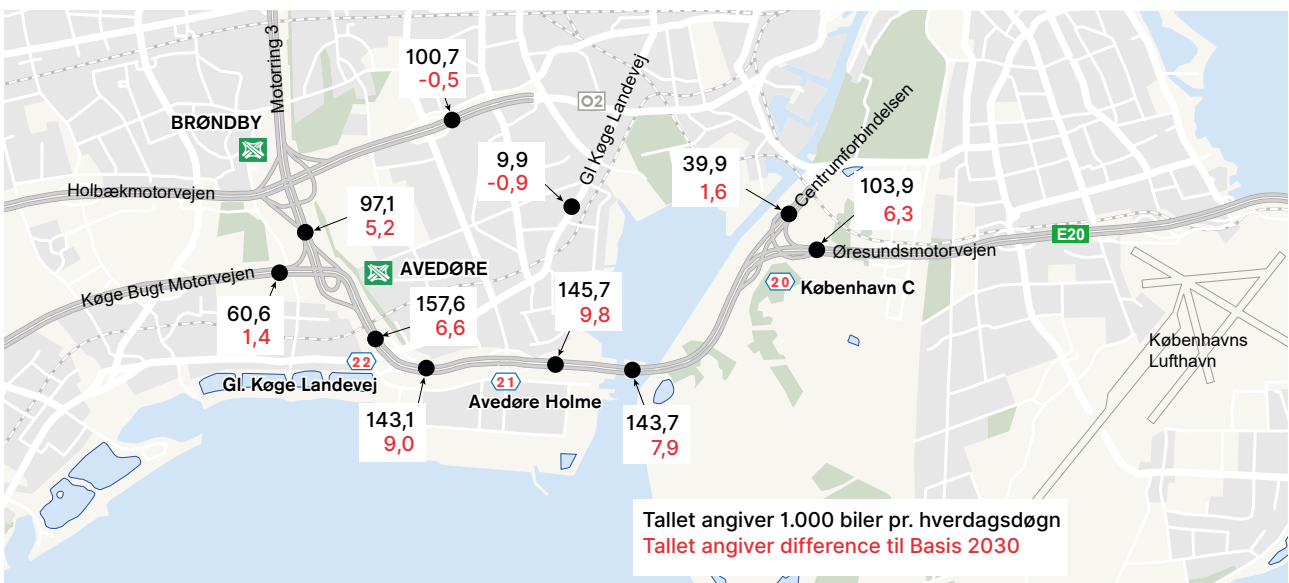 Motorring 3
100,7
-0,5
BRØNDBY
O2
Gl Køge Landevej
Centrumforbindelsen
9,9
-0,9
39,9
1,6
103,9
6,3
Holbækmotorvejen
97,1
5,2
E20
Øresundsmotorvejen
AVEDØRE
Køge Bugt Motorvejen
20
København C
60,6
1,4
157,6
6,6
145,7
9,8
Københavns
Lufthavn
22
Gl. Køge Landevej
21
Avedøre Holme
143,1
9,0
143,7
7,9
Tallet angiver 1.000 biler pr. hverdagsdøgn
Tallet angiver difference til Basis 2030